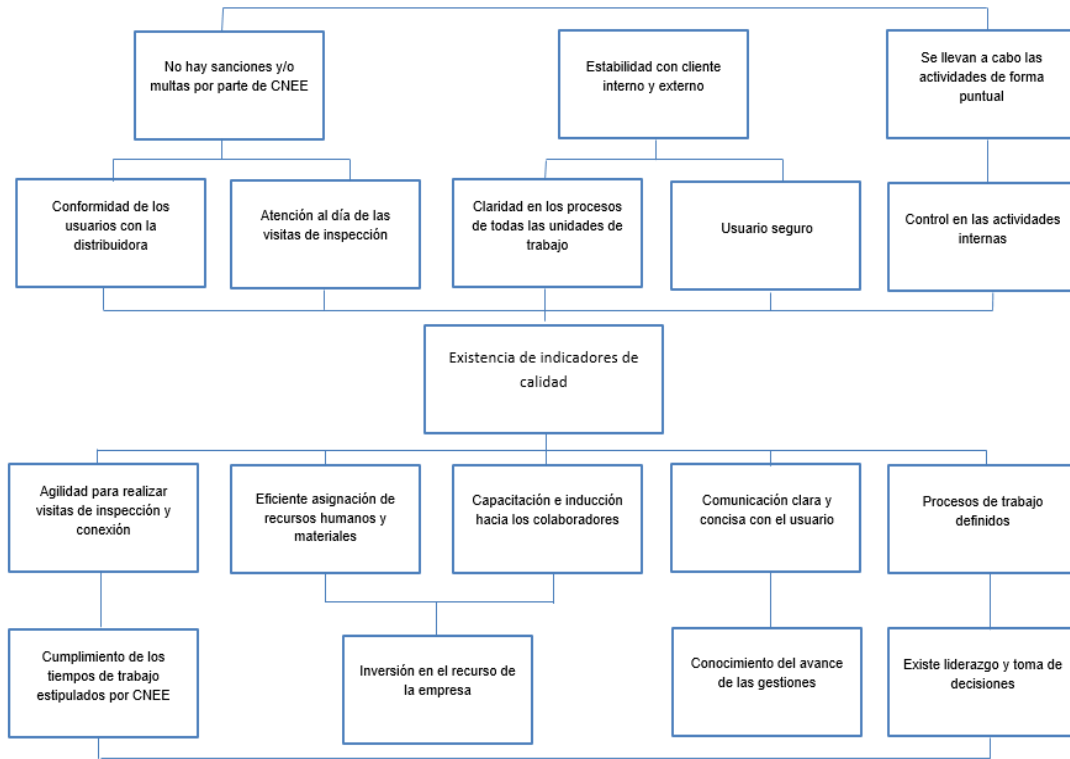 No hay sanciones y/o
multas por parte de CNEE
Estabilidad con cliente
interno y externo
Se llevan a cabo las
actividades de forma
puntual
Conformidad de los
usuarios con la
distribuidora
Atención al día de las
visitas de inspección
Claridad en los procesos
de todas las unidades de
trabajo
Usuario seguro
Control en las actividades
internas
Existencia de indicadores de
calidad
Agilidad para realizar
visitas de inspección y
conexión
Eficiente asignación de
recursos humanos y
materiales
Capacitación e inducción
hacia los colaboradores
Comunicación clara y
concisa con el usuario
Procesos de trabajo
definidos
Cumplimiento de los
tiempos de trabajo
estipulados por CNEE
Inversión en el recurso de
la empresa
Conocimiento del avance
de las gestiones
Existe liderazgo y toma de
decisiones